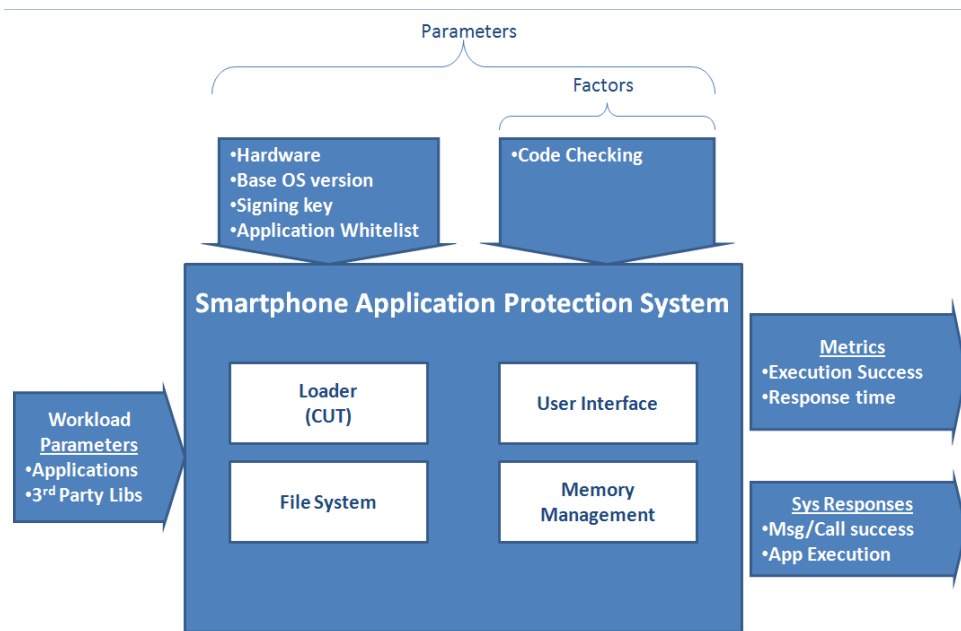 Parameters
Factors
•Hardware
•Base OS version
•Signing key
•Application Whitelist
•Code Checking
Smartphone Application Protection System
Loader
(CUT)
User Interface
File System
Memory
Management
Workload
Parameters
•Applications
•3rd Party Libs
Metrics
•Execution Success
•Response time
Sys Responses
•Msg/Call success
•App Execution